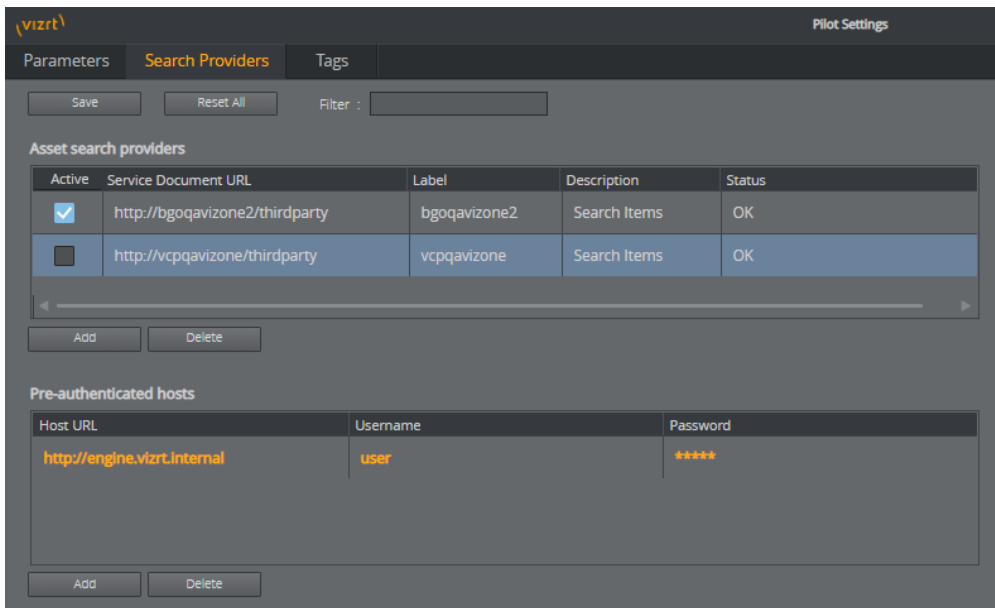 vizrt
Pilot Settings
Parameters Search Providers Tags
Save Reset All Filter :
Asset search providers
Active Service Document URL Label Description Status
http://bgoqavizone2/thirdparty bgoqavizone2 Search Items OK
http://vcpqavizone/thirdparty vcpqavizone Search Items OK
Add Delete
Pre-authenticated hosts
Host URL Username Password
http://engine.vizrt.internal user *****
Add Delete